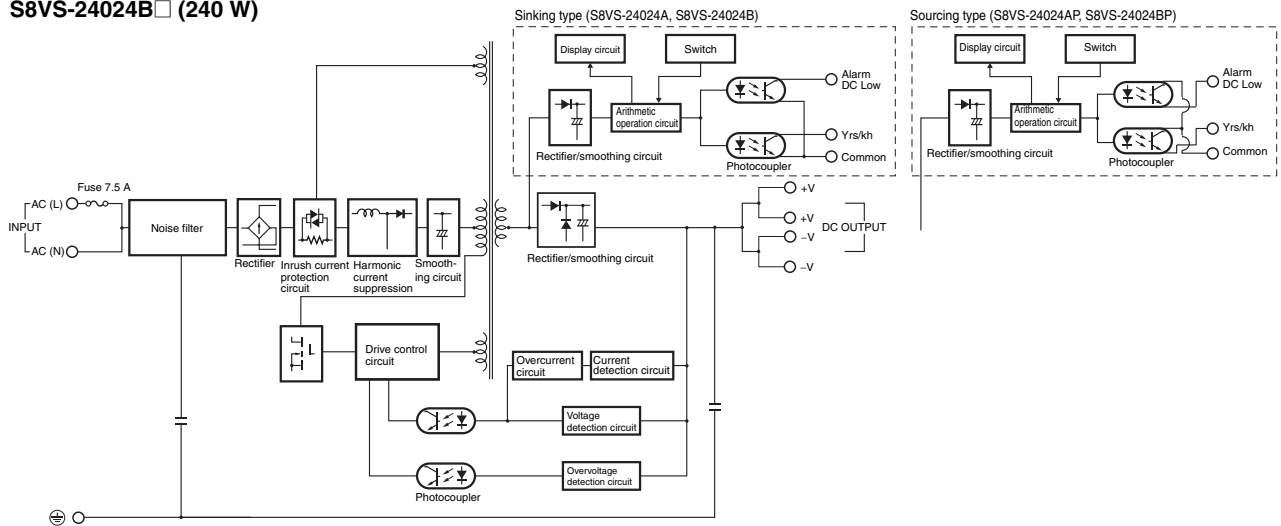 S8VS-24024B□ (240 W)
Sinking type (S8VS-24024A, S8VS-24024B)
Display circuit
Switch
Arithmetic
operation circuit
Rectifier/smoothing circuit
Photocoupler
Alarm
DC Low
Yrs/kh
Common
Sourcing type (S8VS-24024AP, S8VS-24024BP)
Display circuit
Switch
Arithmetic
operation circuit
Rectifier/smoothing circuit
Photocoupler
Alarm
DC Low
Yrs/kh
Common
Fuse 7.5 A
AC (L)
INPUT
AC (N)
Noise filter
Rectifier
Inrush current
protection
circuit
Harmonic
current
suppression
Smooth-
ing circuit
Rectifier/smoothing circuit
+V
+V
DC OUTPUT
–V
–V
Drive control
circuit
Overcurrent
circuit
Current
detection circuit
Voltage
detection circuit
Overvoltage
detection circuit
Photocoupler